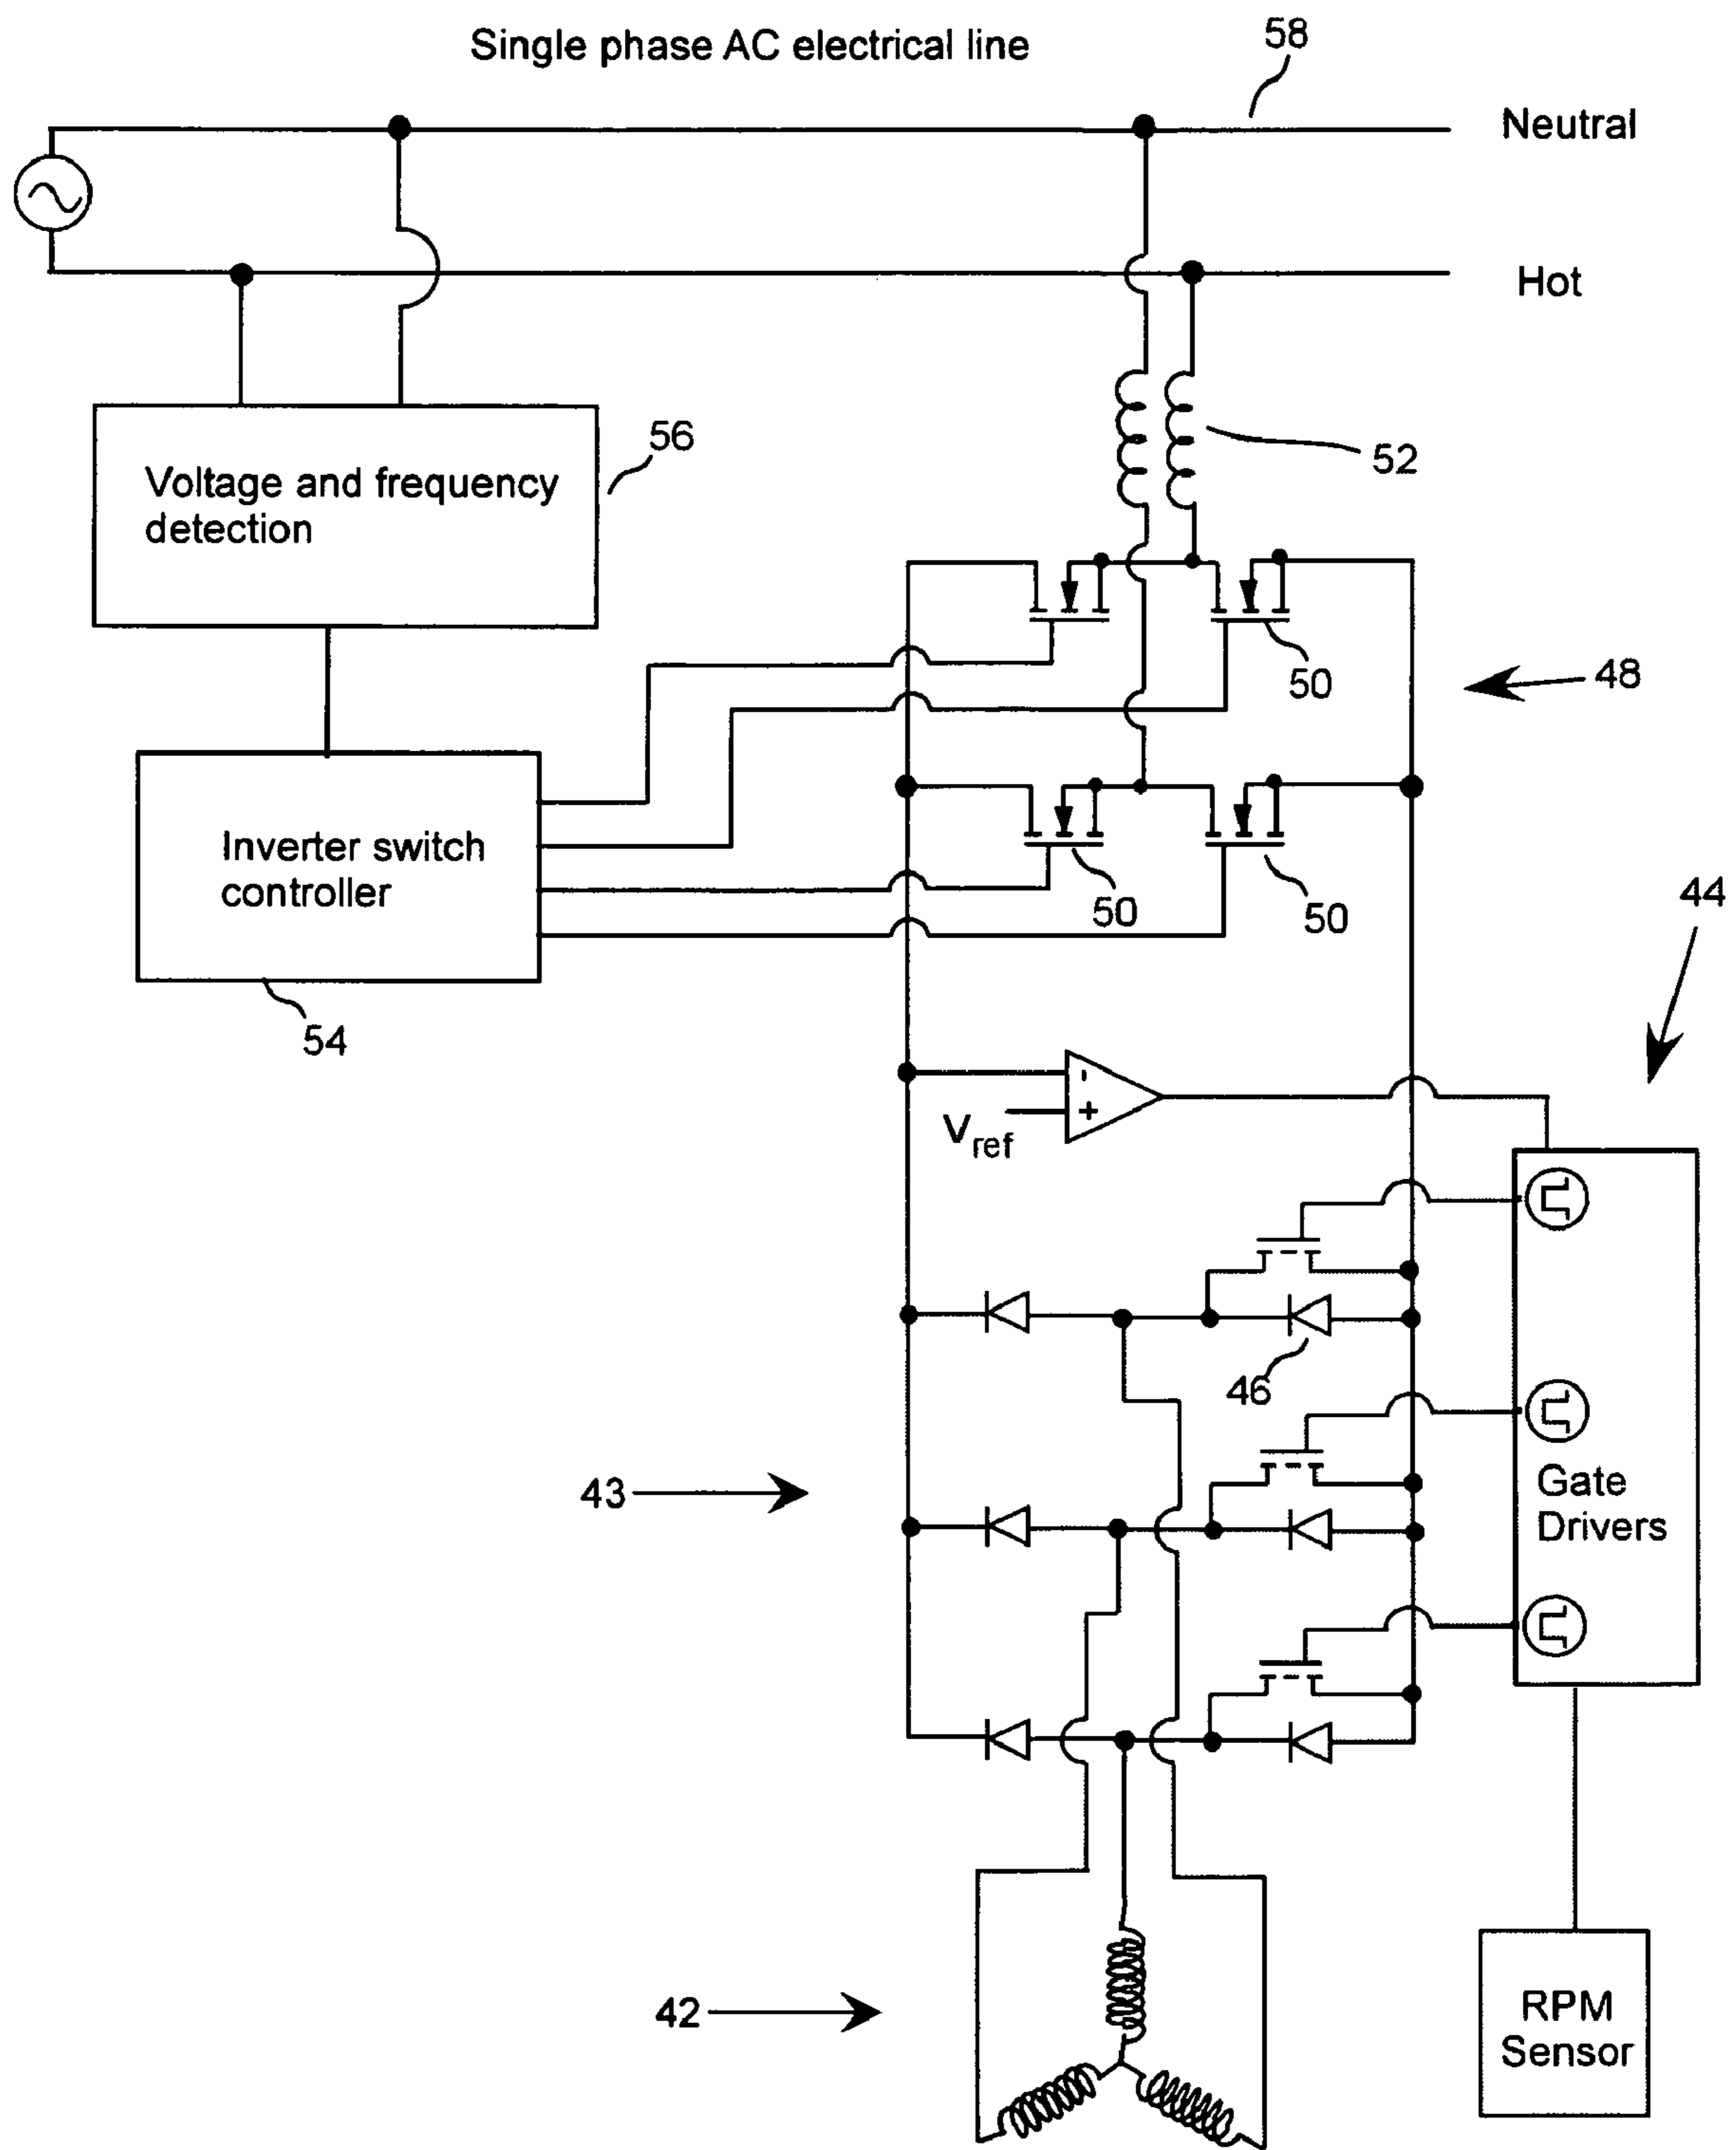 Single phase AC electrical line
58
Neutral
Hot
56
Voltage and frequency
detection
52
50
48
Inverter switch
controller
50
50
44
54
-
+
Vref
46
43
Gate
Drivers
42
RPM
Sensor